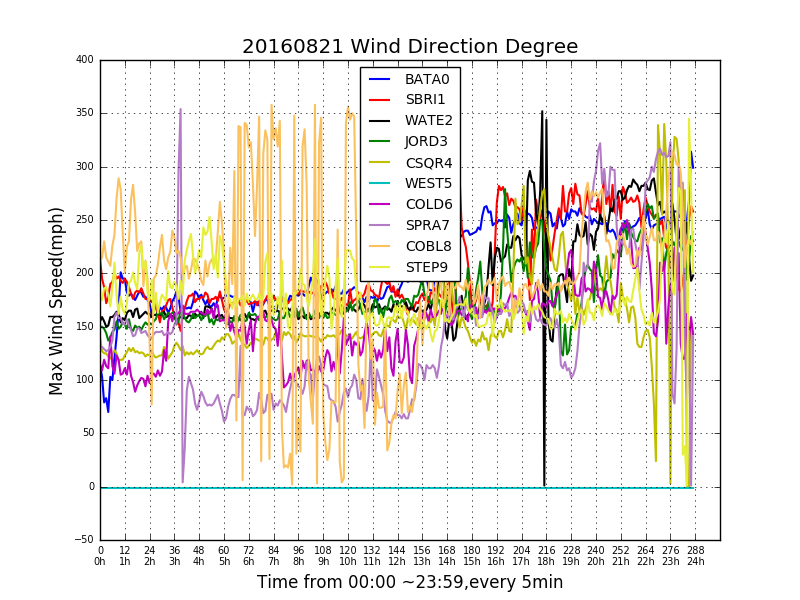 20160821 Wind Direction Degree
BATA0
SBRI1
WATE2
JORD3
CSQR4
WEST5
COLD6
SPRA7
COBL8
STEP9
Max Wind Speed(mph)
400
350
300
250
200
150
100
50
0
−50
0 12 24 36 48 60 72 84 96 108 120 132 144 156 168 180 192 204 216 228 240 252 264 276 288
0h 1h 2h 3h 4h 5h 6h 7h 8h 9h 10h 11h 12h 13h 14h 15h 16h 17h 18h 19h 20h 21h 22h 23h 24h
Time from 00:00 ~23:59,every 5min